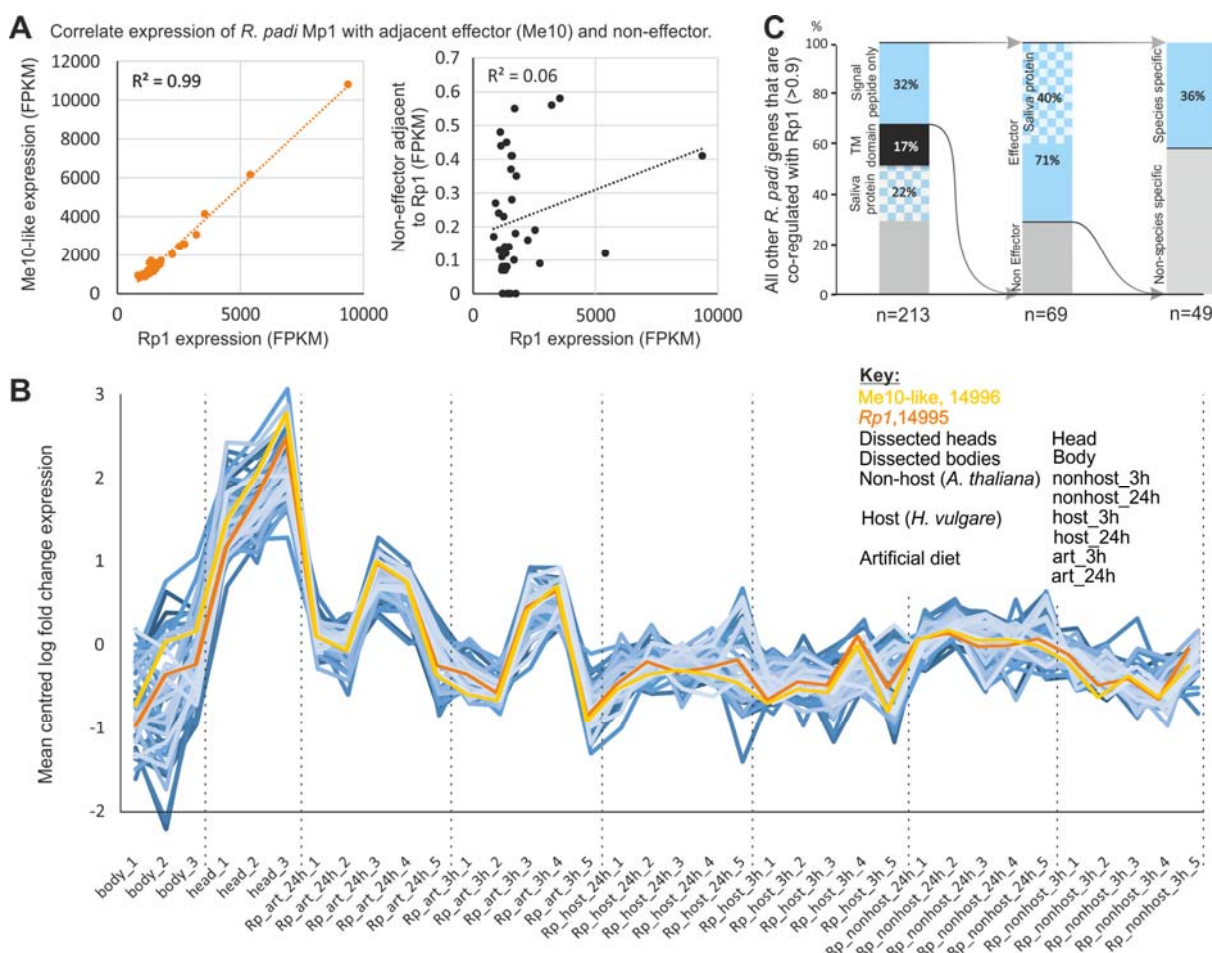 A Correlate expression of R. padi Mp1 with adjacent effector (Me10) and non-effector.
R² = 0.99
Me10-like expression (FPKM)
12000
10000
8000
6000
4000
2000
0
0 5000 10000
Rp1 expression (FPKM)
R² = 0.06
Non-effector adjacent
to Rp1 (FPKM)
0.7
0.6
0.5
0.4
0.3
0.2
0.1
0
0 5000 10000
Rp1 expression (FPKM)
C
%
All other R. padi genes that are
co-regulated with Rp1 (>0.9)
100
80
60
40
20
0
Signal
peptide only
TM
domain
Saliva
protein
32%
17%
22%
n=213
Effector
Non Effector
Saliva protein
40%
71%
n=69
Species specific
Non-species specific
36%
n=49
B
Mean centred log fold change expression
3
2
1
0
-1
-2
Key:
Me10-like, 14996
Rp1,14995
Dissected heads Head
Dissected bodies Body
Non-host (A. thaliana) nonhost_3h
nonhost_24h
Host (H. vulgare) host_3h
host_24h
Artificial diet art_3h
art_24h
body_1
body_2
body_3
head_1
head_2
head_3
Rp_art_24h_1
Rp_art_24h_2
Rp_art_24h_3
Rp_art_24h_4
Rp_art_24h_5
Rp_art_3h_1
Rp_art_3h_2
Rp_art_3h_3
Rp_art_3h_4
Rp_art_3h_5
Rp_host_24h_1
Rp_host_24h_2
Rp_host_24h_3
Rp_host_24h_4
Rp_host_24h_5
Rp_host_3h_1
Rp_host_3h_2
Rp_host_3h_3
Rp_host_3h_4
Rp_host_3h_5
Rp_nonhost_24h_1
Rp_nonhost_24h_2
Rp_nonhost_24h_3
Rp_nonhost_24h_4
Rp_nonhost_24h_5
Rp_nonhost_3h_1
Rp_nonhost_3h_2
Rp_nonhost_3h_3
Rp_nonhost_3h_4
Rp_nonhost_3h_5